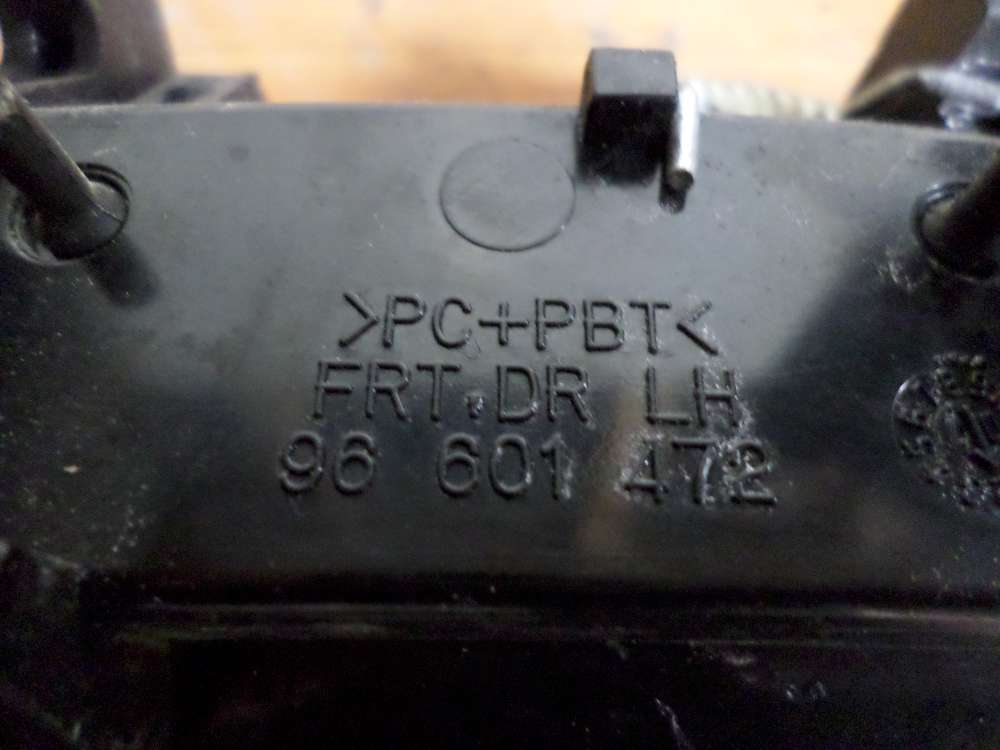 >PC+PBT<
FRT.DR LH
96 601 472